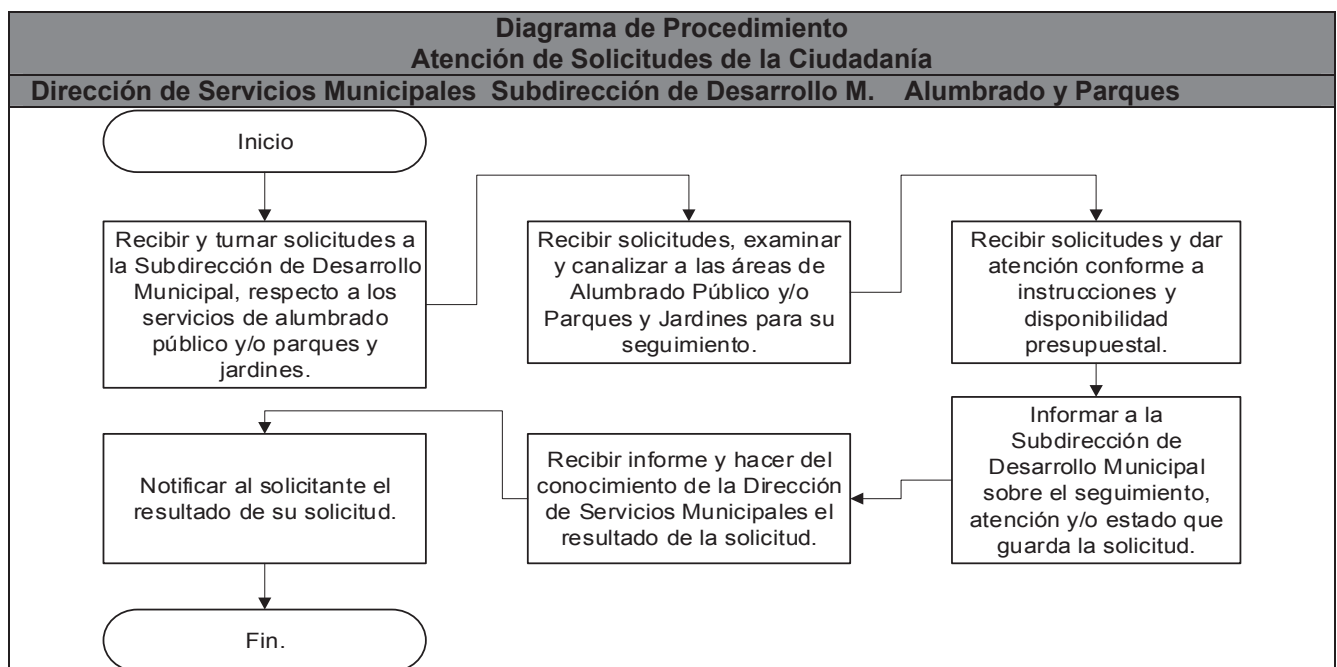 Diagrama de Procedimiento
Atención de Solicitudes de la Ciudadanía
Dirección de Servicios Municipales Subdirección de Desarrollo M. Alumbrado y Parques
Inicio
Recibir y turnar solicitudes a
la Subdirección de Desarrollo
Municipal, respecto a los
servicios de alumbrado
público y/o parques y
jardines.
Recibir solicitudes, examinar
y canalizar a las áreas de
Alumbrado Público y/o
Parques y Jardines para su
seguimiento.
Recibir solicitudes y dar
atención conforme a
instrucciones y
disponibilidad
presupuestal.
Informar a la
Subdirección de
Desarrollo Municipal
sobre el seguimiento,
atención y/o estado que
guarda la solicitud.
Recibir informe y hacer del
conocimiento de la Dirección
de Servicios Municipales el
resultado de la solicitud.
Notificar al solicitante el
resultado de su solicitud.
Fin.